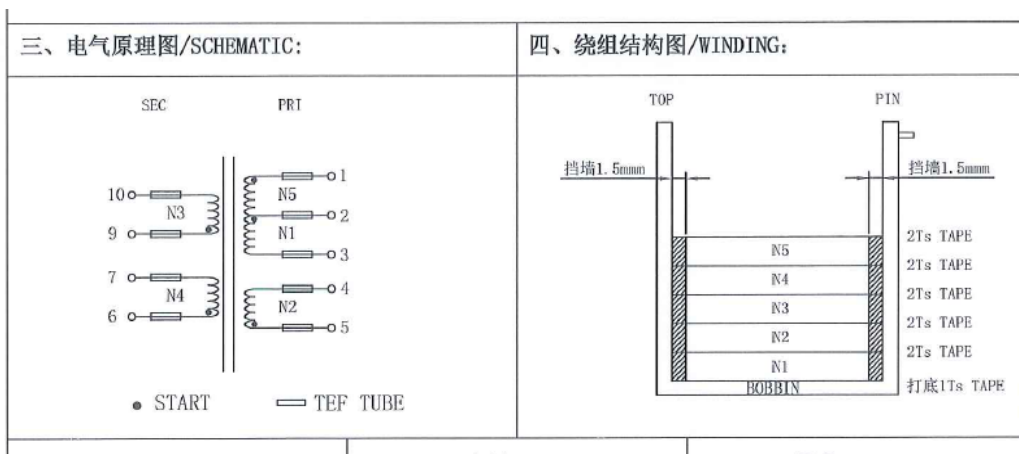 三、电气原理图/SCHEMATIC:
四、绕组结构图/WINDING:
SEC PRI
10 N3 N5 1
2
9 N1 3
7 N4 N2 4
6 5
START TEF TUBE
TOP PIN
挡墙1.5mmm 挡墙1.5mmm
N5 2Ts TAPE
N4 2Ts TAPE
N3 2Ts TAPE
N2 2Ts TAPE
N1 2Ts TAPE
BOBBIN 打底1Ts TAPE